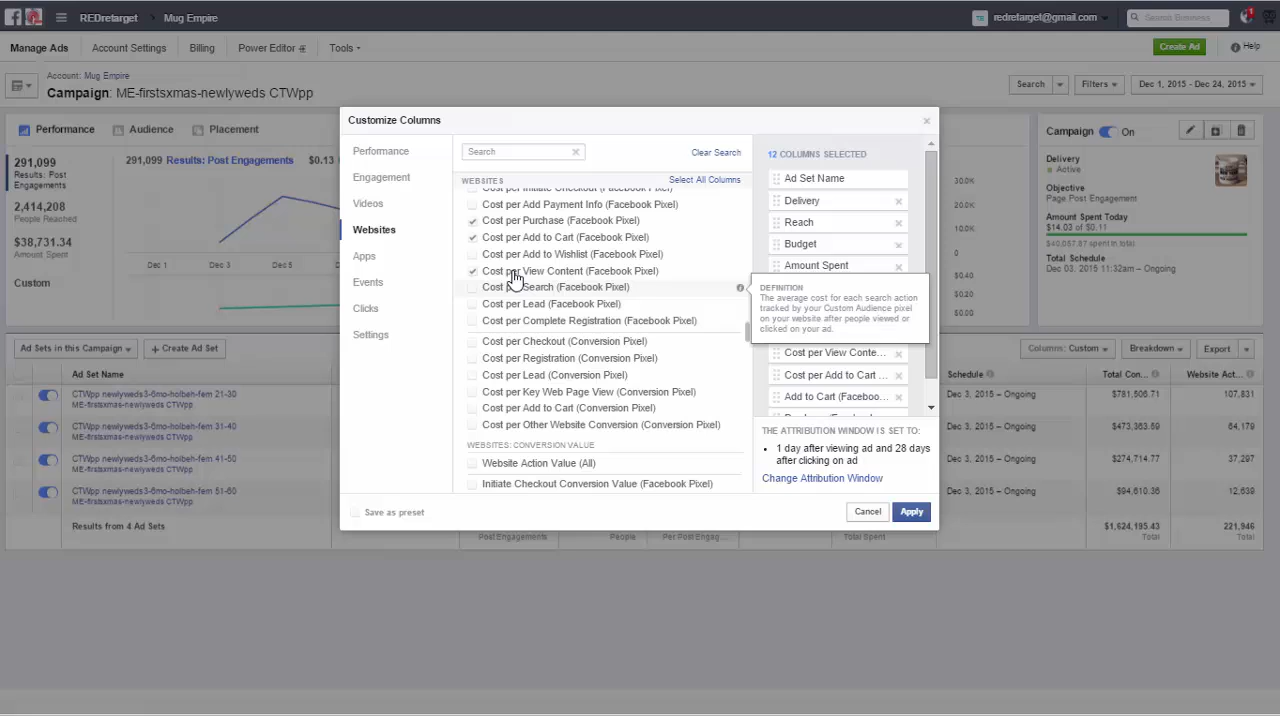 REDretarget
Mug Empire
TE
redretarget@gmail.com
Search Business
1
Manage Ads
Account Settings
Billing
Power Editor
Tools
Create Ad
Help
Account: Mug Empire
Campaign: ME-firstsxmas-newlyweds CTWpp
Search
Filters
Dec 1, 2015 - Dec 24, 2015
Performance
Audience
Placement
291,099
Results: Post
Engagements
2,414,208
People Reached
$38,731.34
Amount Spent
Custom
291,099 Results: Post Engagements
$0.13
Dec 1
Dec 3
Dec 5
30.0K
20.0K
10.0K
$0.20
$0.00
Campaign
On
Delivery
Active
Objective
Page Post Engagement
Amount Spent Today
$14.03 of $0.11
Total Schedule
Dec 03, 2015 11:32am – Ongoing
Customize Columns
Performance
Engagement
Videos
Websites
Apps
Events
Clicks
Settings
Search
Clear Search
WEBSITES
Select All Columns
Cost per Initiate Checkout (Facebook Pixel)
Cost per Add Payment Info (Facebook Pixel)
Cost per Purchase (Facebook Pixel)
Cost per Add to Cart (Facebook Pixel)
Cost per Add to Wishlist (Facebook Pixel)
Cost per View Content (Facebook Pixel)
Cost per Search (Facebook Pixel)
Cost per Lead (Facebook Pixel)
Cost per Complete Registration (Facebook Pixel)
Cost per Checkout (Conversion Pixel)
Cost per Registration (Conversion Pixel)
Cost per Lead (Conversion Pixel)
Cost per Key Web Page View (Conversion Pixel)
Cost per Add to Cart (Conversion Pixel)
Cost per Other Website Conversion (Conversion Pixel)
WEBSITES: CONVERSION VALUE
Website Action Value (All)
Initiate Checkout Conversion Value (Facebook Pixel)
12 COLUMNS SELECTED
Ad Set Name
Delivery
Reach
Budget
Amount Spent
DEFINITION
The average cost for each search action
tracked by your Custom Audience pixel
on your website after people viewed or
clicked on your ad.
Cost per View Conte...
Cost per Add to Cart ...
Add to Cart (Faceboo...
THE ATTRIBUTION WINDOW IS SET TO:
1 day after viewing ad and 28 days
after clicking on ad
Change Attribution Window
Save as preset
Cancel
Apply
Ad Sets in this Campaign
+ Create Ad Set
Columns: Custom
Breakdown
Export
Ad Set Name
Schedule
Total Con...
Website Act...
CTWpp newlyweds3-6mo-holbeh-fem 21-30
ME-firstsxmas-newlyweds CTWpp
Dec 3, 2015 – Ongoing
$781,506.71
107,831
CTWpp newlyweds3-6mo-holbeh-fem 31-40
ME-firstsxmas-newlyweds CTWpp
Dec 3, 2015 – Ongoing
$473,363.59
64,179
CTWpp newlyweds3-6mo-holbeh-fem 41-50
ME-firstsxmas-newlyweds CTWpp
Dec 3, 2015 – Ongoing
$274,714.77
37,297
CTWpp newlyweds3-6mo-holbeh-fem 51-60
ME-firstsxmas-newlyweds CTWpp
Dec 3, 2015 – Ongoing
$94,610.36
12,639
Results from 4 Ad Sets
Post Engagements
People
Per Post Engag...
Total Spent
$1,624,195.43
Total
221,946
Total